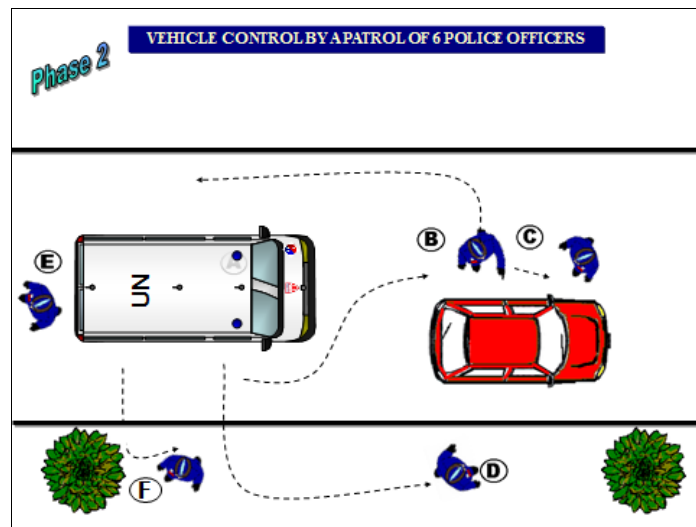 VEHICLE CONTROL BY A PATROL OF 6 POLICE OFFICERS
Phase 2
B
C
E
A
UN
D
F